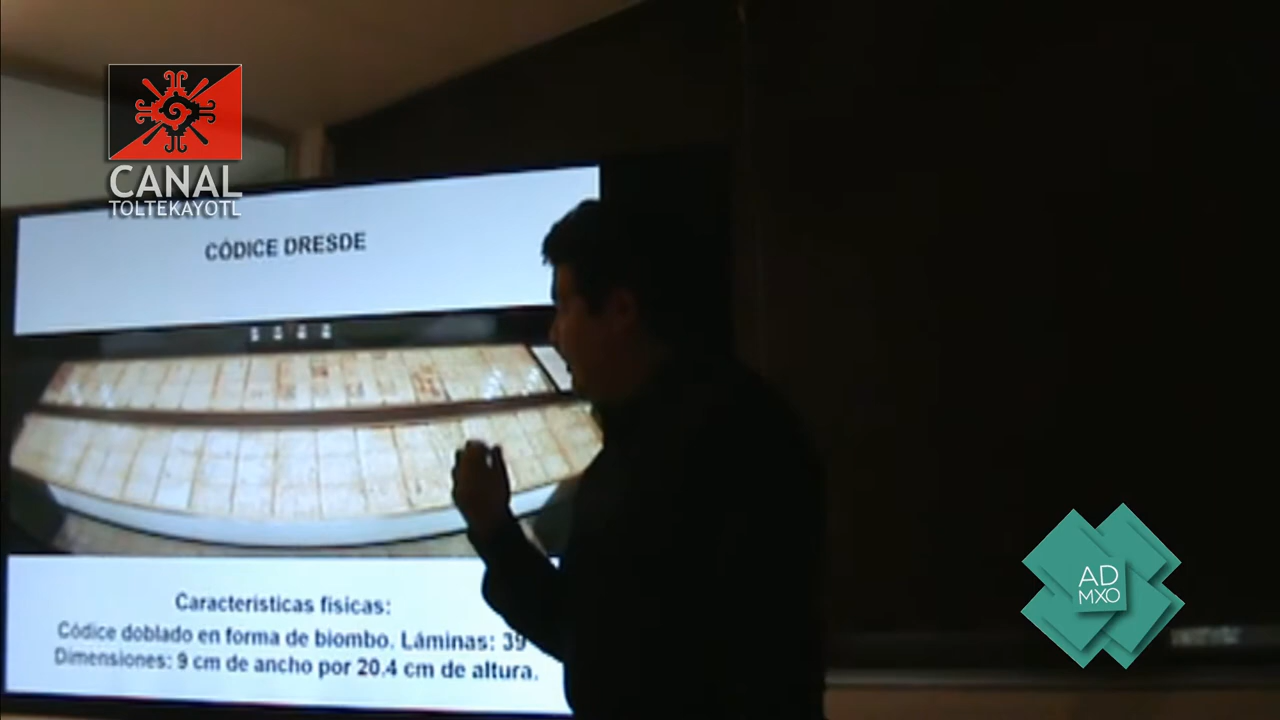 CANAL
TOLTEKAYOTL
CÓDICE DRESDE
Características físicas:
Códice doblado en forma de biombo. Láminas: 39
Dimensiones: 9 cm de ancho por 20.4 cm de altura.
AD
MXO